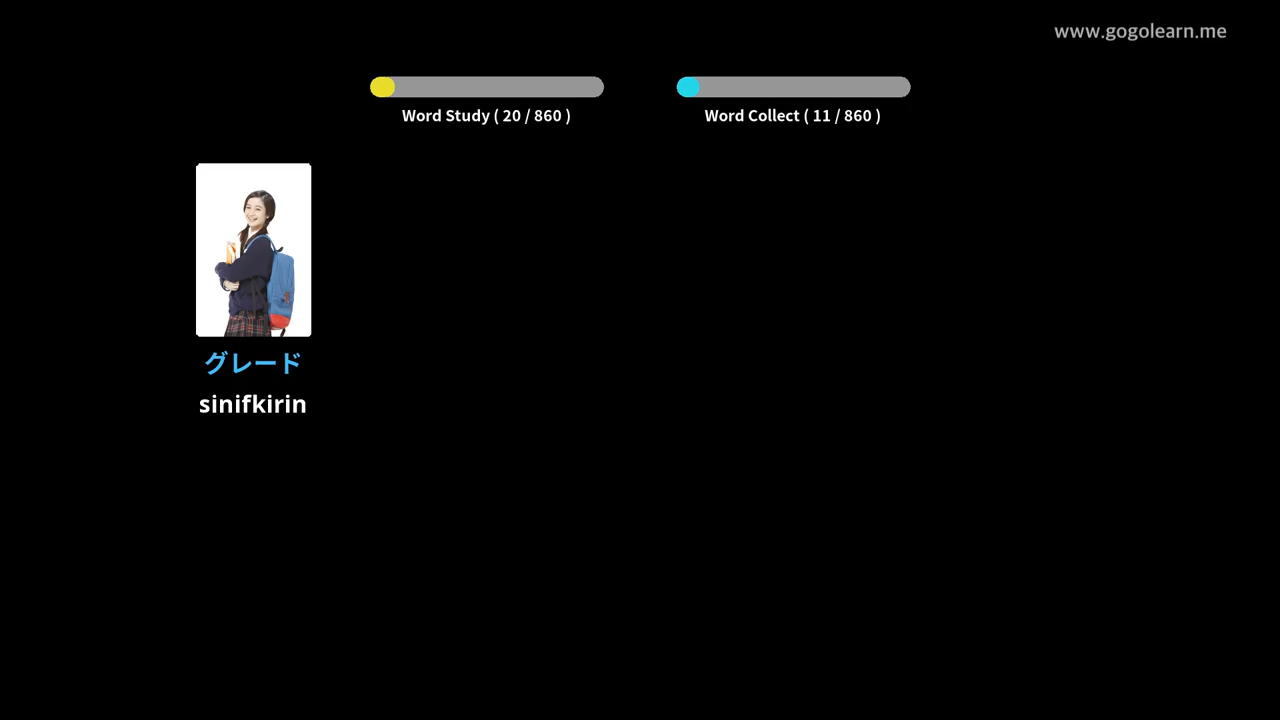 www.gogolearn.me
Word Study ( 20 / 860 )
Word Collect ( 11 / 860 )
グレード
sinifkirin